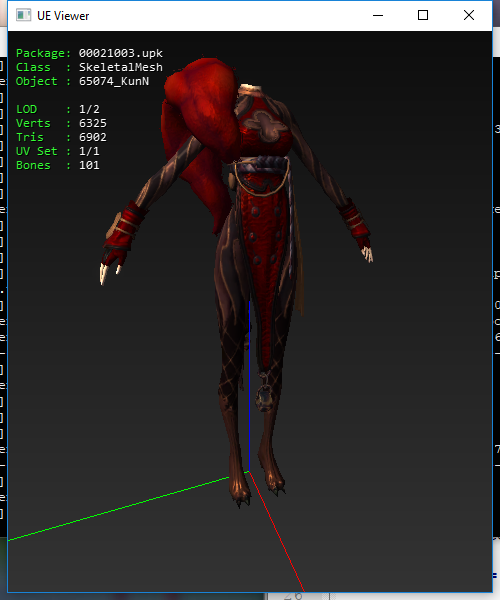 UE Viewer
Package: 00021003.upk
Class : SkeletalMesh
Object : 65074_KunN
LOD : 1/2
Verts : 6325
Tris : 6902
UV Set : 1/1
Bones : 101